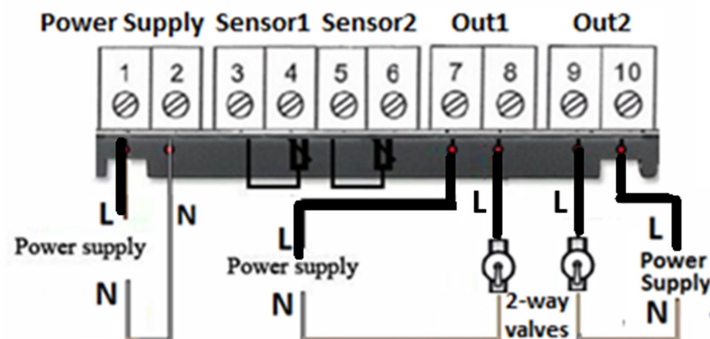 Power Supply Sensor1 Sensor2 Out1 Out2
1 2 3 4 5 6 7 8 9 10
L N L L L
Power supply
L
Power supply
Power
Supply
N N N
2-way
valves